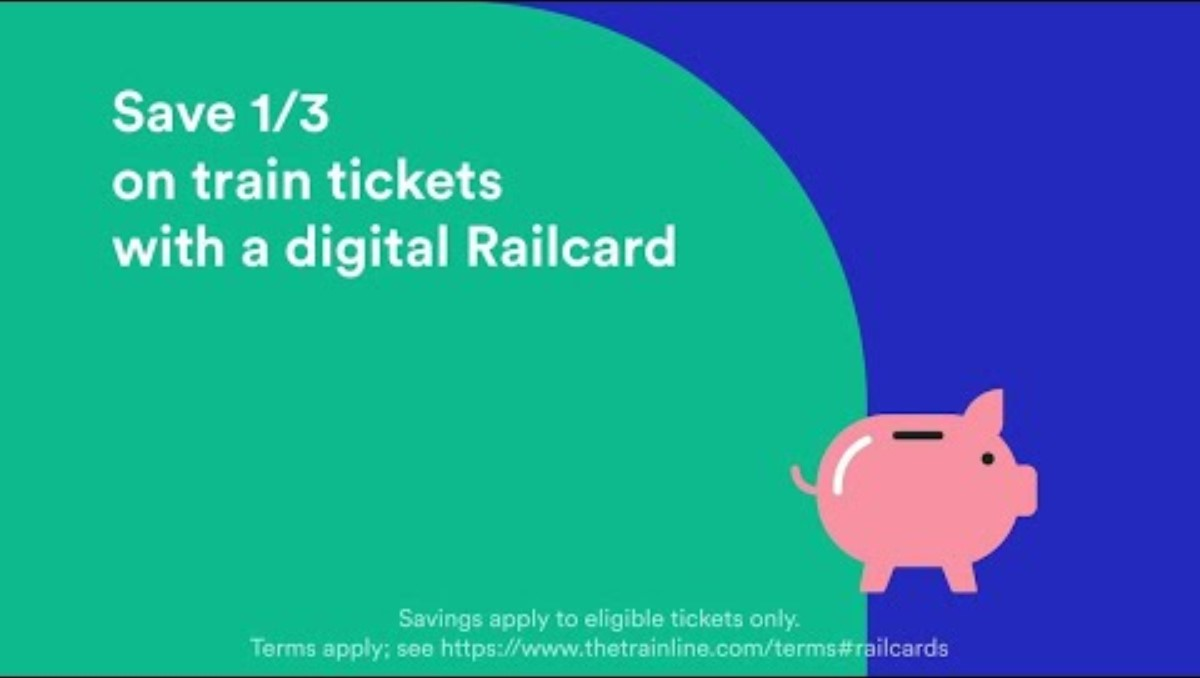 Save 1/3
on train tickets
with a digital Railcard
Savings apply to eligible tickets only.
Terms apply; see https://www.thetrainline.com/terms#railcards